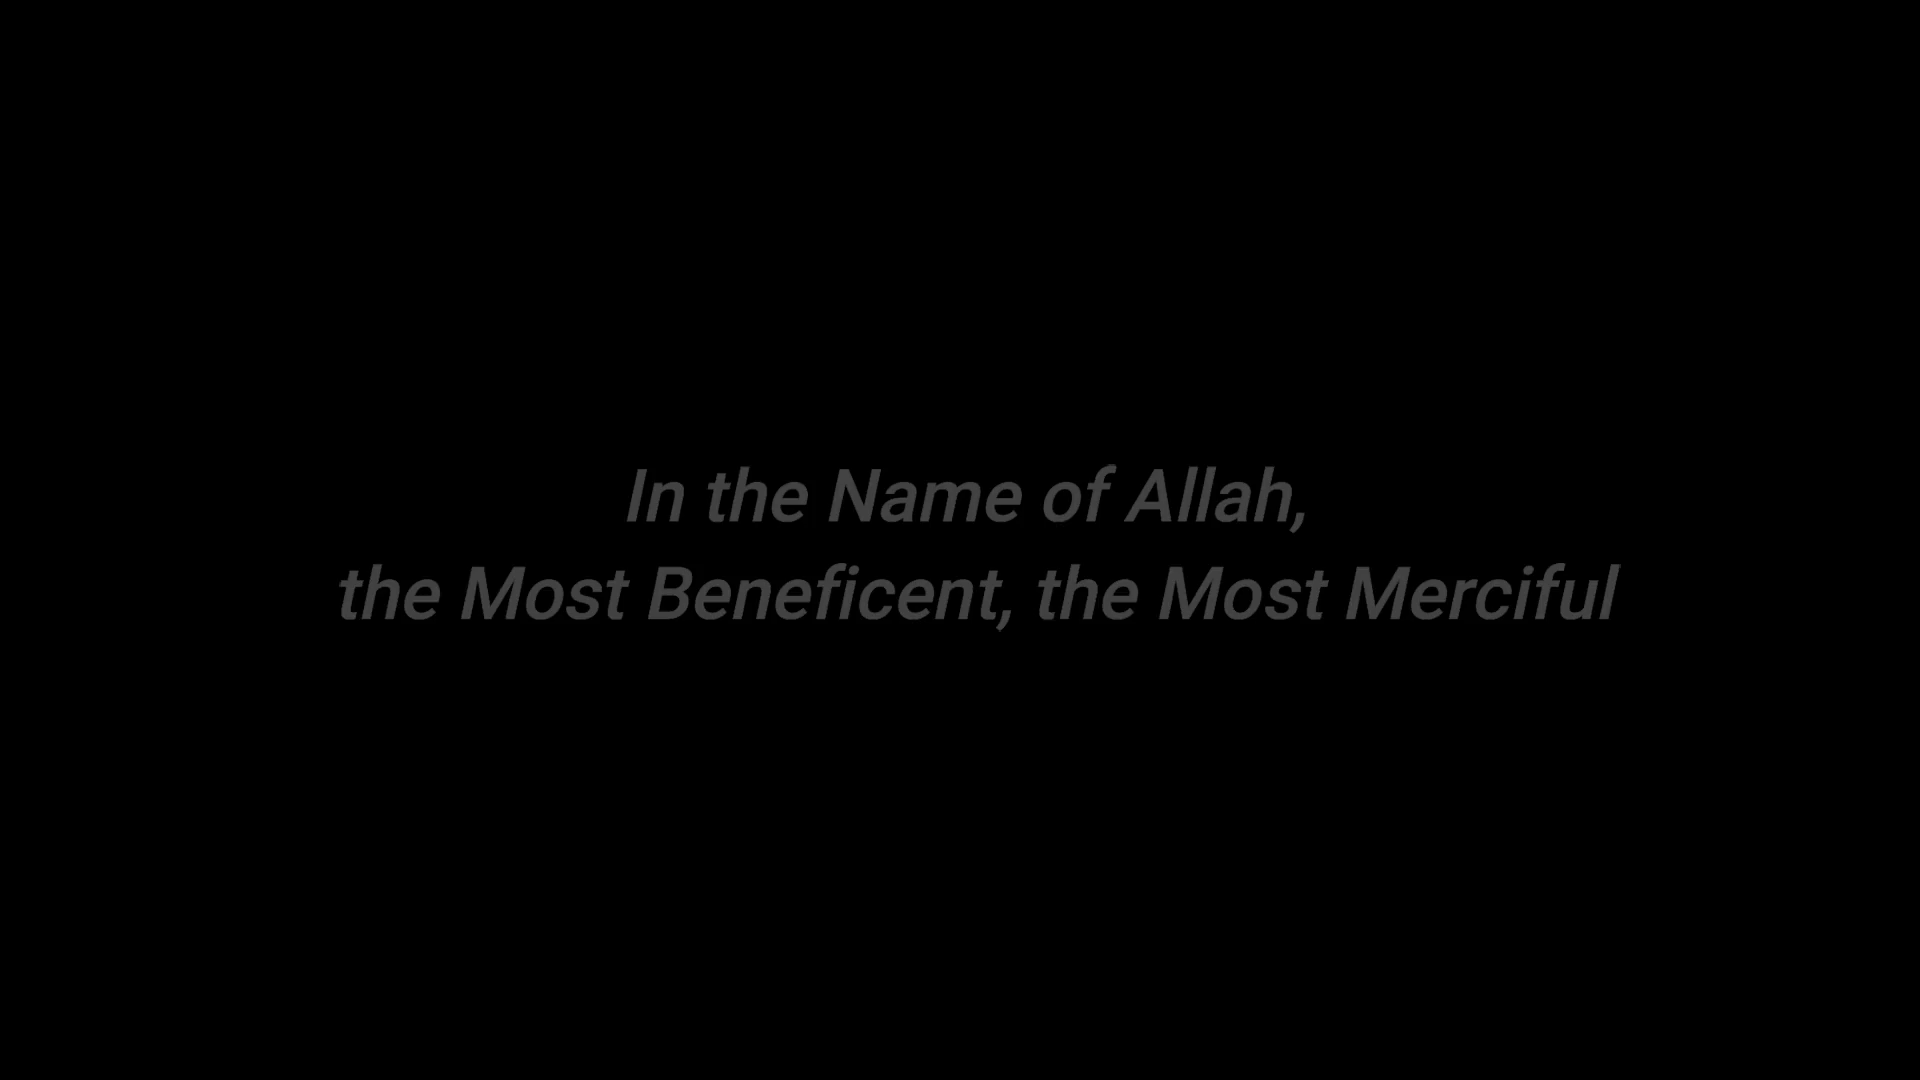 In the Name of Allah,
the Most Beneficent, the Most Merciful